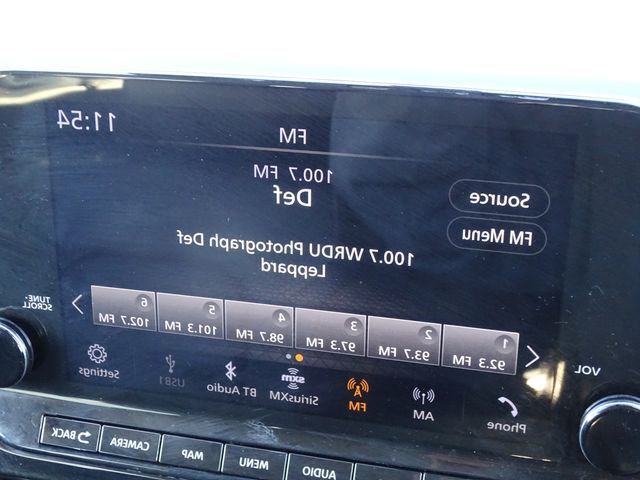 FM
11:54
100.7 FM
Def
Source
FM Menu
100.7 WRDU Photograph Def
Leppard
1 2 3 4 5 6
92.3 FM 93.7 FM 97.3 FM 98.7 FM 101.3 FM 102.7 FM
Phone AM FM sxm SiriusXM BT Audio USB1 Settings
VOL
TUNE·
SCROLL
AUDIO MENU MAP CAMERA BACK